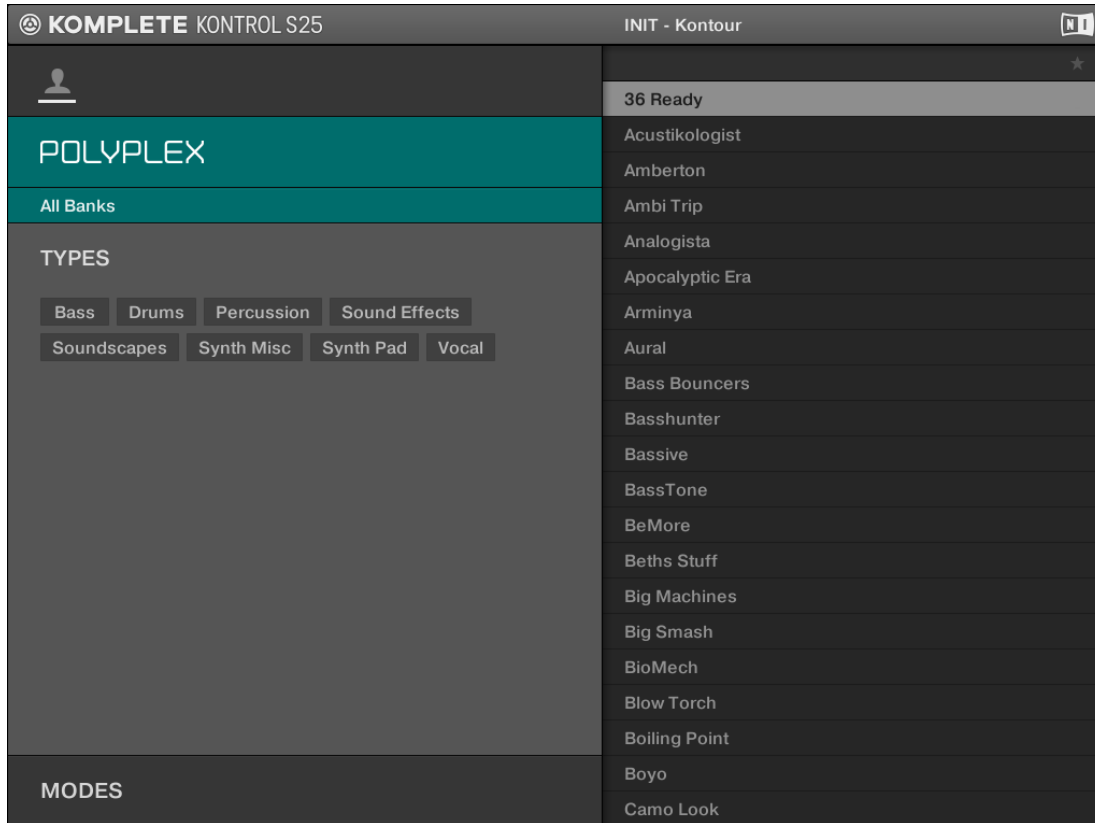 KOMPLETE KONTROL S25
INIT - Kontour
NI
POLYPLEX
All Banks
TYPES
Bass Drums Percussion Sound Effects
Soundscapes Synth Misc Synth Pad Vocal
MODES
36 Ready
Acustikologist
Amberton
Ambi Trip
Analogista
Apocalyptic Era
Arminya
Aural
Bass Bouncers
Basshunter
Bassive
BassTone
BeMore
Beths Stuff
Big Machines
Big Smash
BioMech
Blow Torch
Boiling Point
Boyo
Camo Look